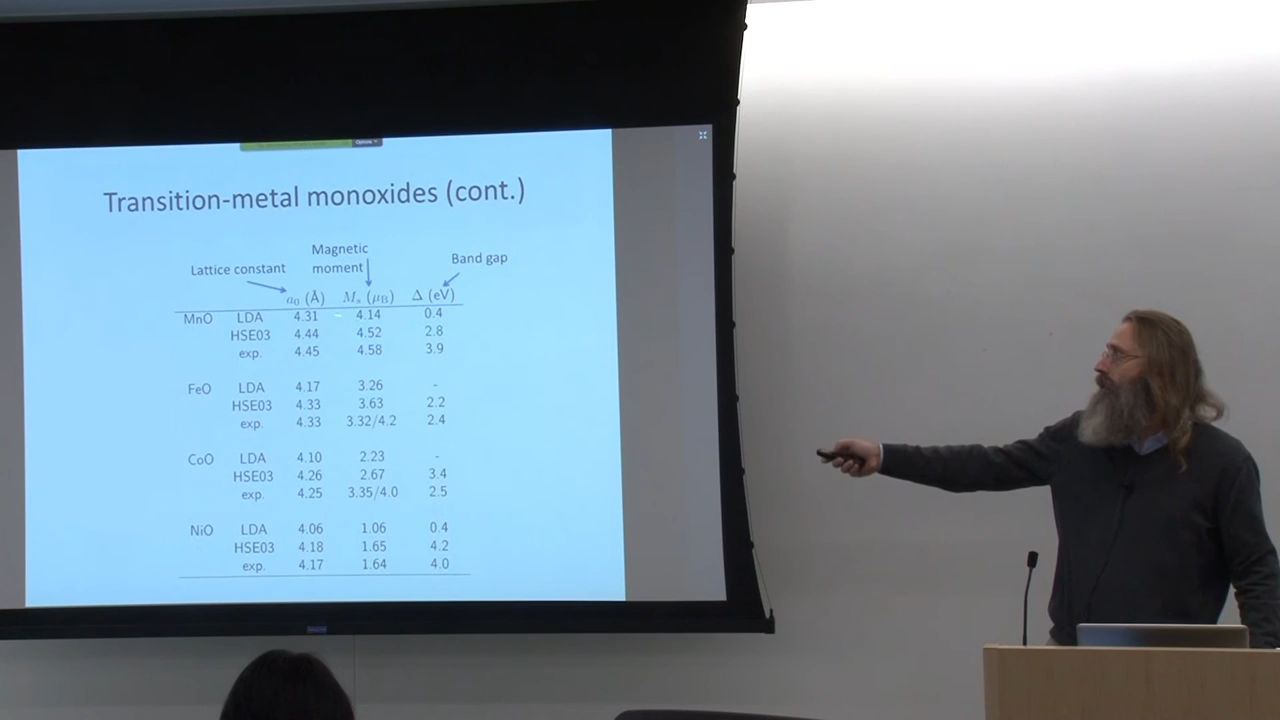 Options
Transition-metal monoxides (cont.)
Magnetic
Lattice constant moment Band gap
a₀ (Å) Mₛ (μB) Δ (eV)
MnO LDA 4.31 4.14 0.4
HSE03 4.44 4.52 2.8
exp. 4.45 4.58 3.9
FeO LDA 4.17 3.26 -
HSE03 4.33 3.63 2.2
exp. 4.33 3.32/4.2 2.4
CoO LDA 4.10 2.23 -
HSE03 4.26 2.67 3.4
exp. 4.25 3.35/4.0 2.5
NiO LDA 4.06 1.06 0.4
HSE03 4.18 1.65 4.2
exp. 4.17 1.64 4.0